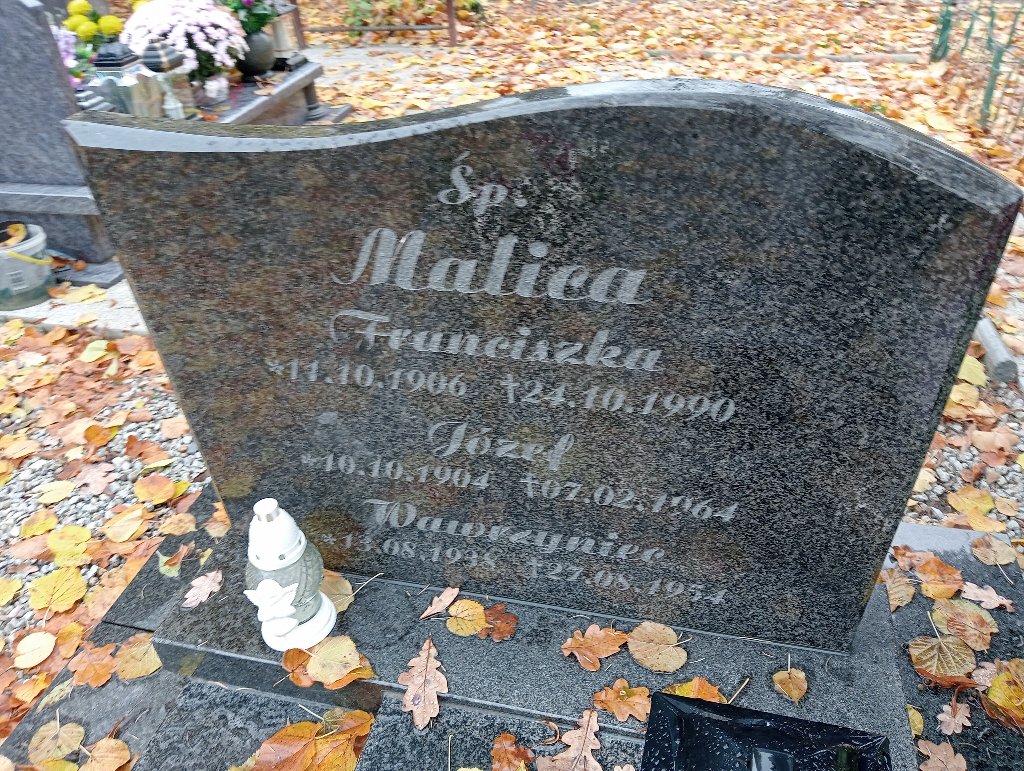 Śp.
Malica
Franciszka
*11.10.1906 †24.10.1990
Józef
*10.10.1904 †07.02.1964
Wawrzyniec
*13.08.1938 †27.08.1954